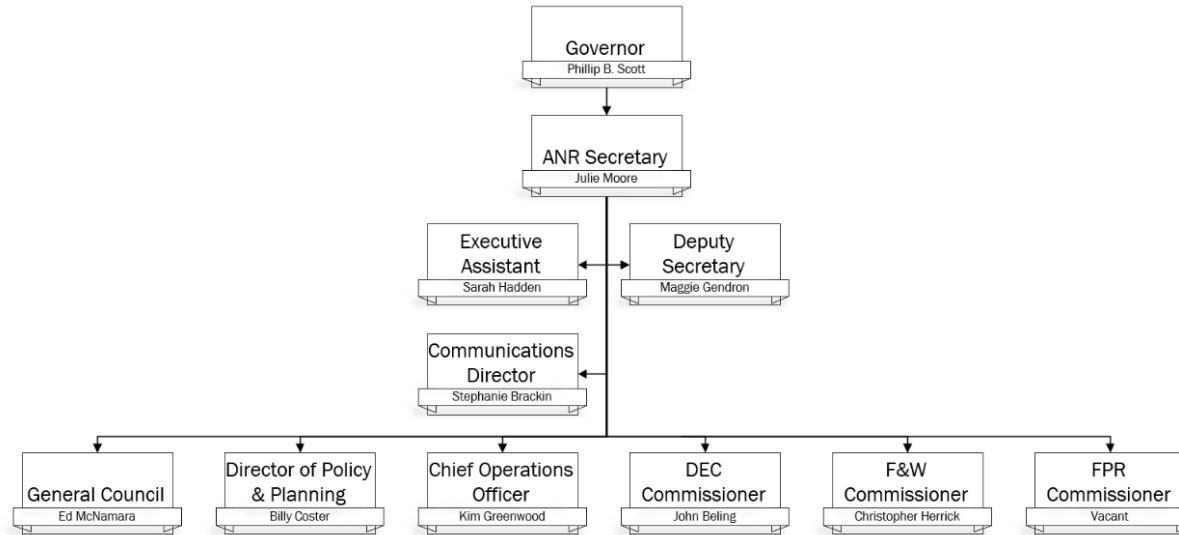 Governor
Phillip B. Scott
ANR Secretary
Julie Moore
Executive
Assistant
Sarah Hadden
Deputy
Secretary
Maggie Gendron
Communications
Director
Stephanie Brackin
General Council
Ed McNamara
Director of Policy
& Planning
Billy Coster
Chief Operations
Officer
Kim Greenwood
DEC
Commissioner
John Beling
F&W
Commissioner
Christopher Herrick
FPR
Commissioner
Vacant